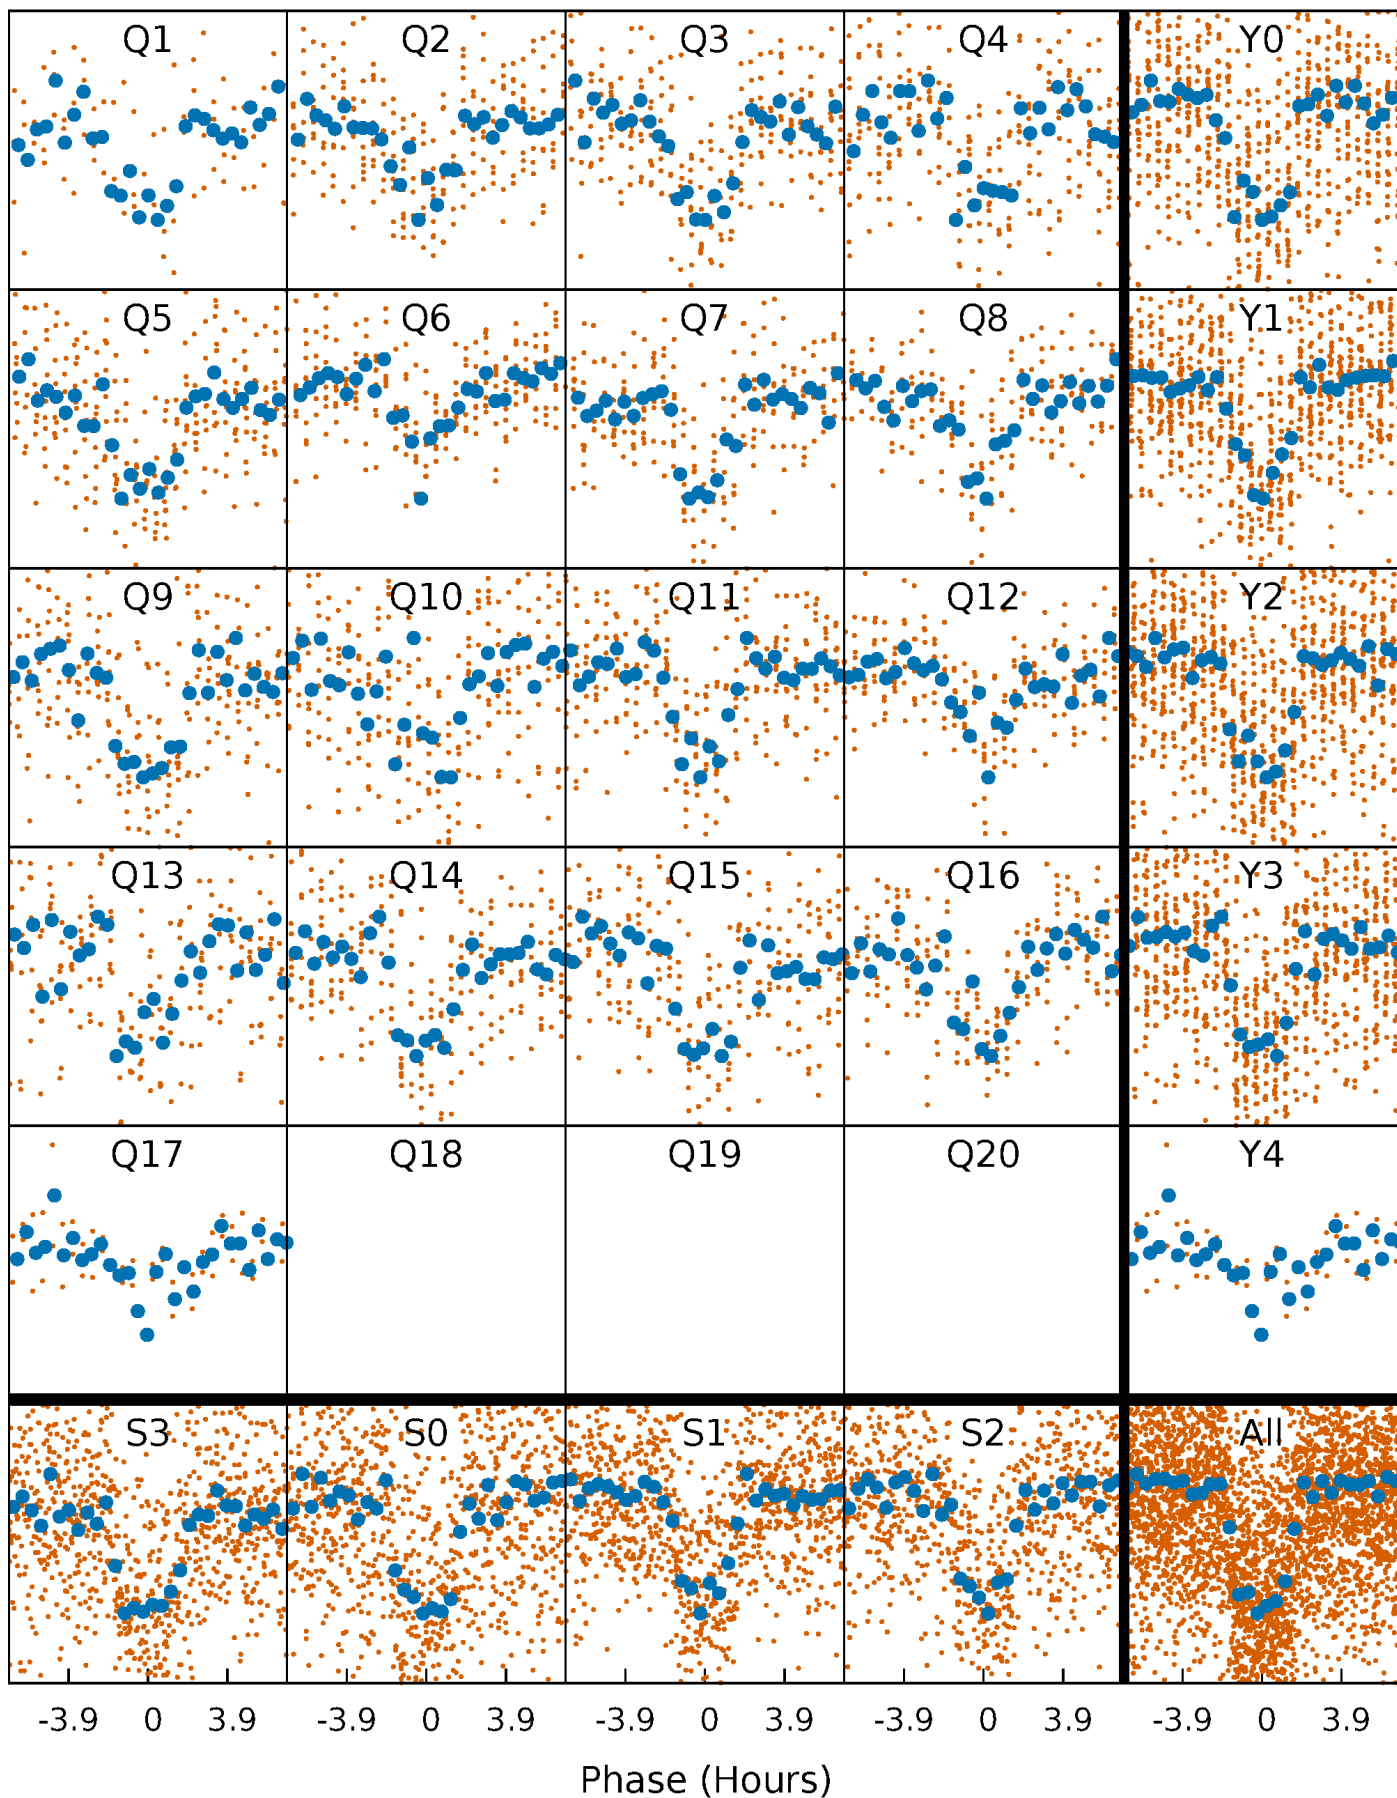 Q1 Q2 Q3 Q4 Y0
Q5 Q6 Q7 Q8 Y1
Q9 Q10 Q11 Q12 Y2
Q13 Q14 Q15 Q16 Y3
Q17 Q18 Q19 Q20 Y4
S3 S0 S1 S2 All
-3.9 0 3.9 -3.9 0 3.9 -3.9 0 3.9 -3.9 0 3.9 -3.9 0 3.9
Phase (Hours)